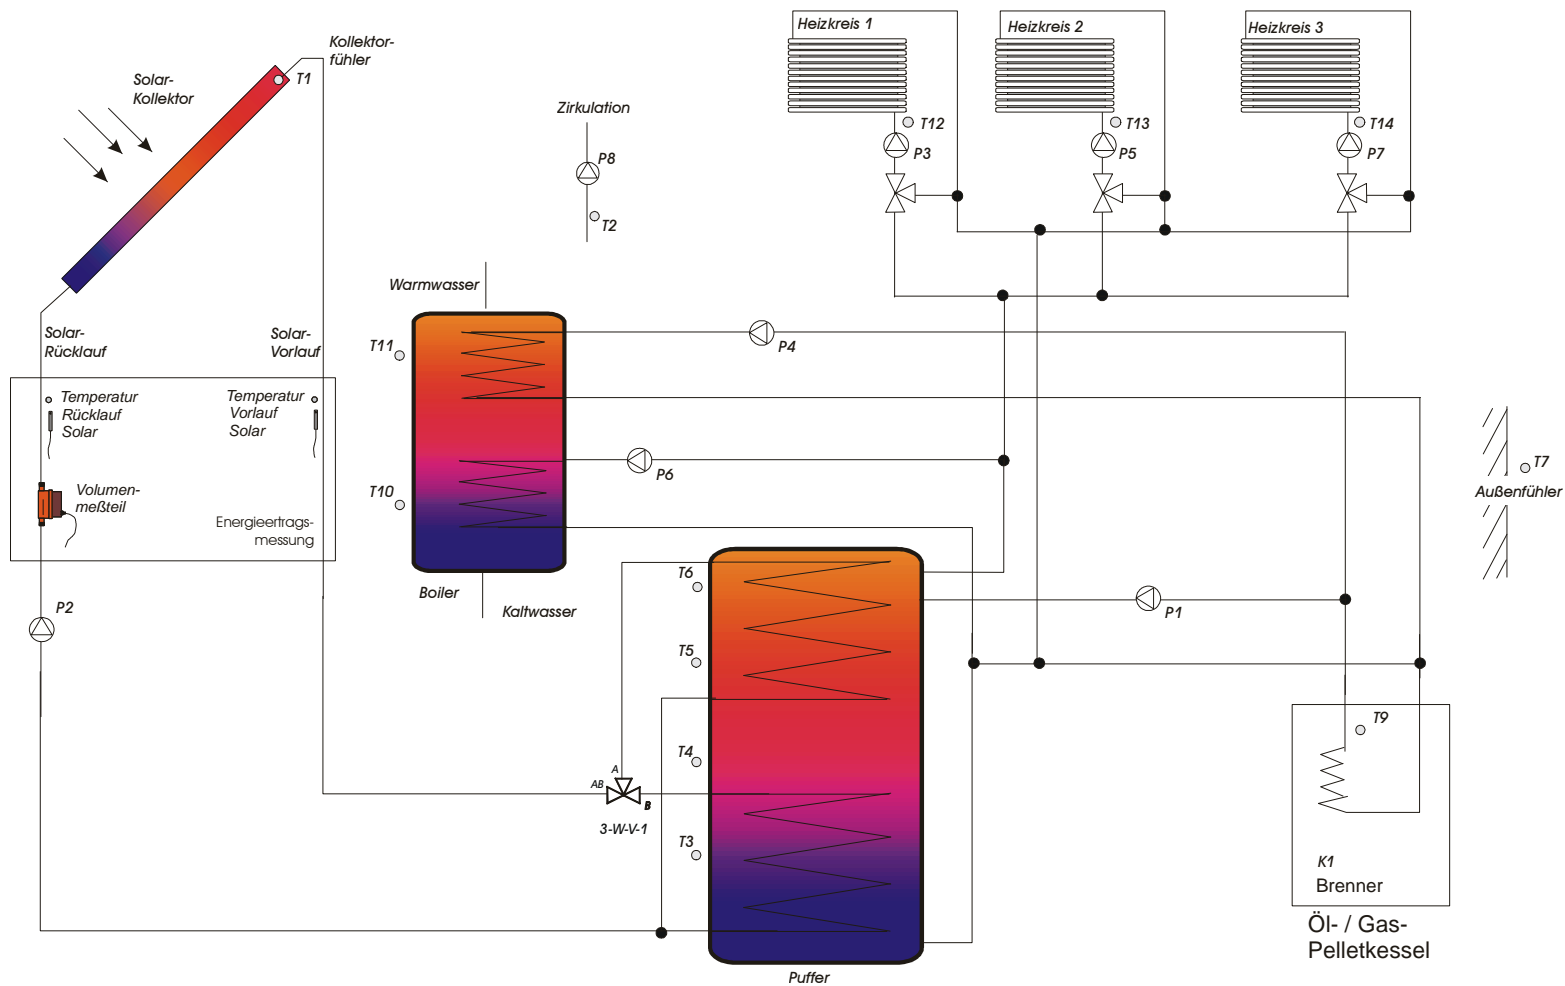 Kollektor-
fühler
T1
Solar-
Kollektor
Zirkulation
P8
T2
Heizkreis 1
T12
P3
Heizkreis 2
T13
P5
Heizkreis 3
T14
P7
Solar-
Rücklauf
Solar-
Vorlauf
Temperatur
Rücklauf
Solar
Temperatur
Vorlauf
Solar
Volumen-
meßteil
Energieertrags-
messung
P2
Warmwasser
T11
T10
P4
P6
Boiler
Kaltwasser
T7
Außenfühler
T6
T5
T4
T3
P1
A
AB
B
3-W-V-1
Puffer
T9
K1
Brenner
Öl- / Gas-
Pelletkessel